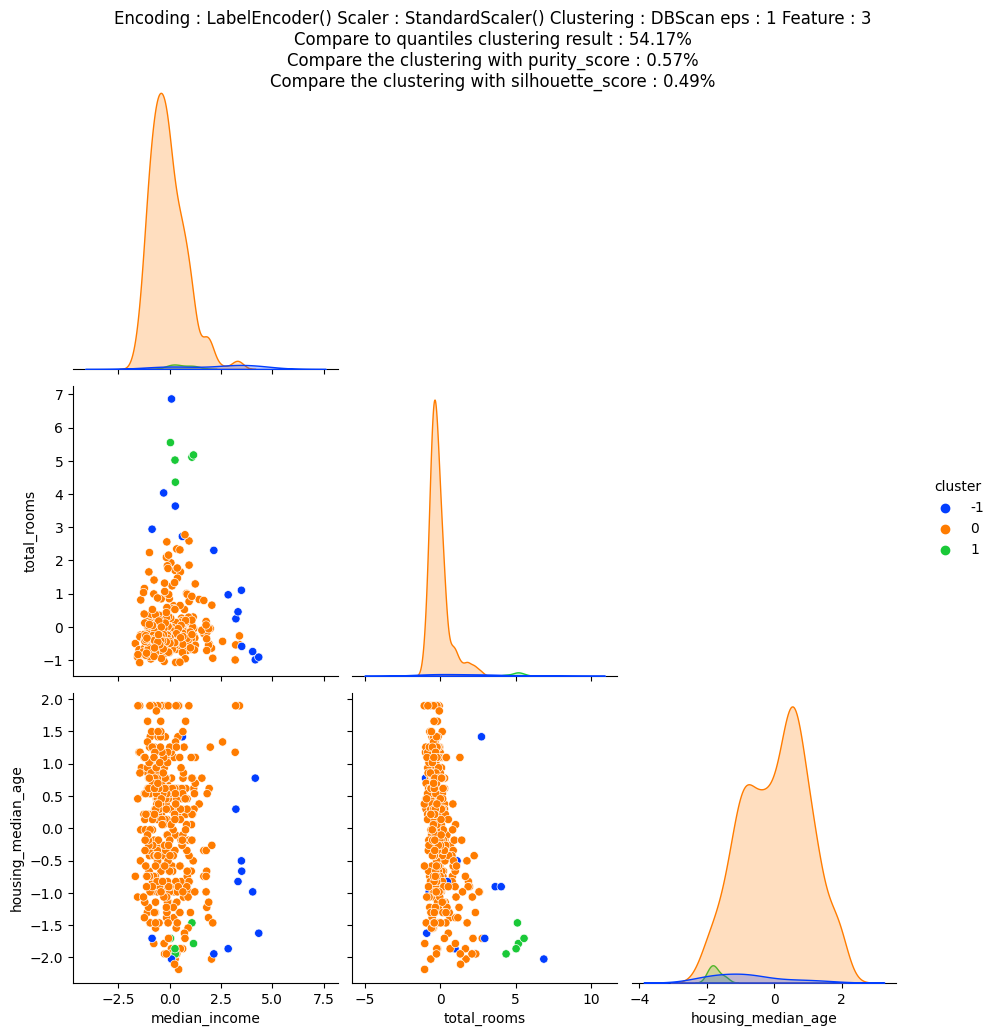 Encoding : LabelEncoder() Scaler : StandardScaler() Clustering : DBScan eps : 1 Feature : 3
Compare to quantiles clustering result : 54.17%
Compare the clustering with purity_score : 0.57%
Compare the clustering with silhouette_score : 0.49%
7
6
5
4
3
2
1
0
−1
total_rooms
cluster
-1
0
1
2.0
1.5
1.0
0.5
0.0
−0.5
−1.0
−1.5
−2.0
housing_median_age
−2.5 0.0 2.5 5.0 7.5
median_income
−5 0 5 10
total_rooms
−4 −2 0 2
housing_median_age